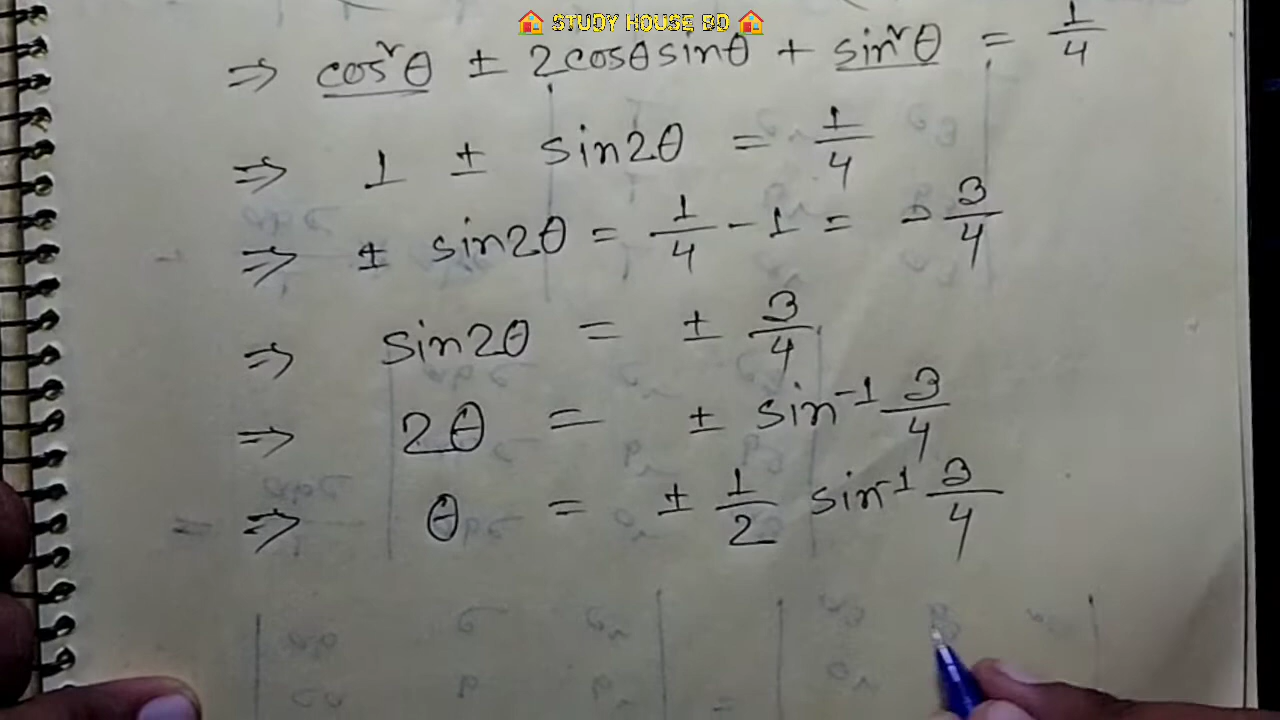 🏠 STUDY HOUSE BD 🏠
⇒ cos²θ ± 2cosθsinθ + sin²θ = 1/4
⇒ 1 ± sin2θ = 1/4
⇒ ± sin2θ = 1/4 - 1 = - 3/4
⇒ sin2θ = ± 3/4
⇒ 2θ = ± sin⁻¹ 3/4
⇒ θ = ± 1/2 sin⁻¹ 3/4